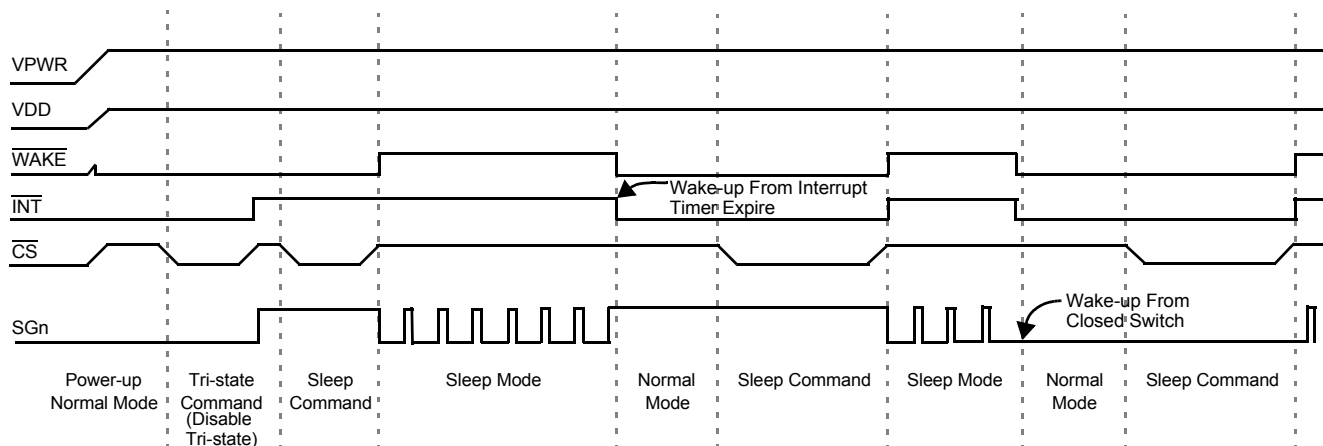 VPWR
VDD
WAKE
INT
CS
SGn
Wake-up From Interrupt
Timer Expire
Wake-up From
Closed Switch
Power-up
Normal Mode
Tri-state
Command
(Disable
Tri-state)
Sleep
Command
Sleep Mode
Normal
Mode
Sleep Command
Sleep Mode
Normal
Mode
Sleep Command